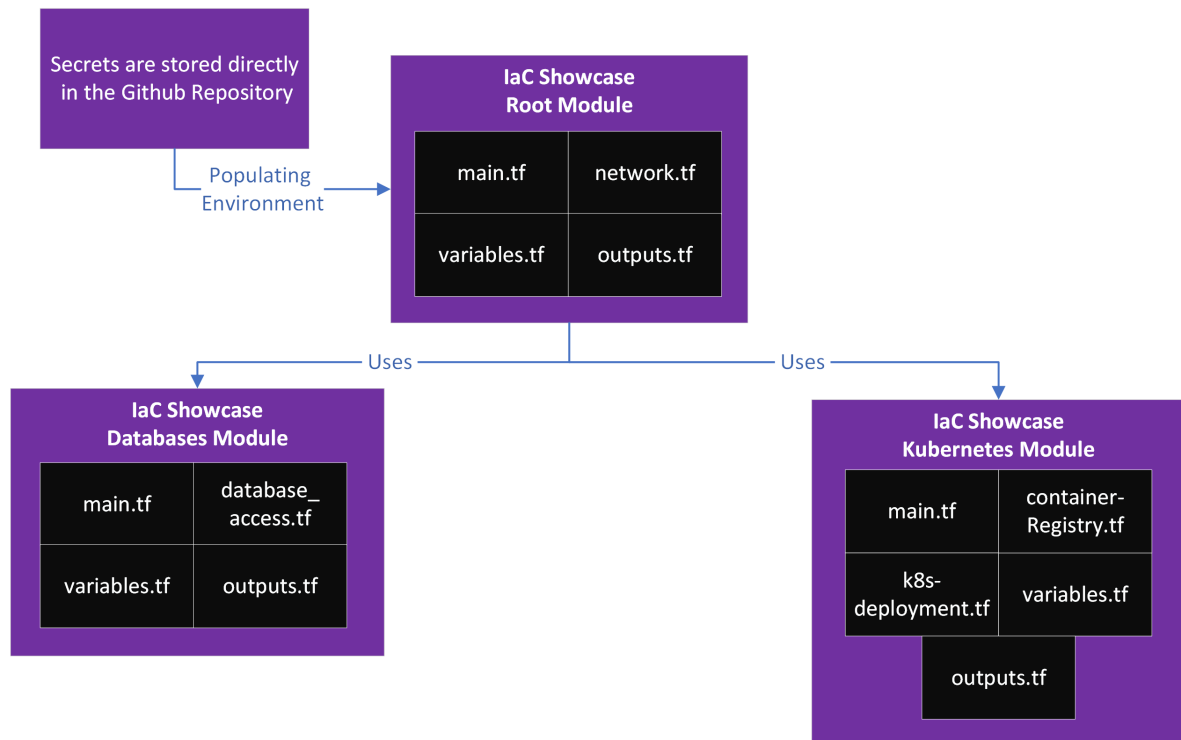 Secrets are stored directly
in the Github Repository
Populating
Environment
IaC Showcase
Root Module
main.tf
network.tf
variables.tf
outputs.tf
Uses
Uses
IaC Showcase
Databases Module
main.tf
database_
access.tf
variables.tf
outputs.tf
IaC Showcase
Kubernetes Module
main.tf
container-
Registry.tf
k8s-
deployment.tf
variables.tf
outputs.tf